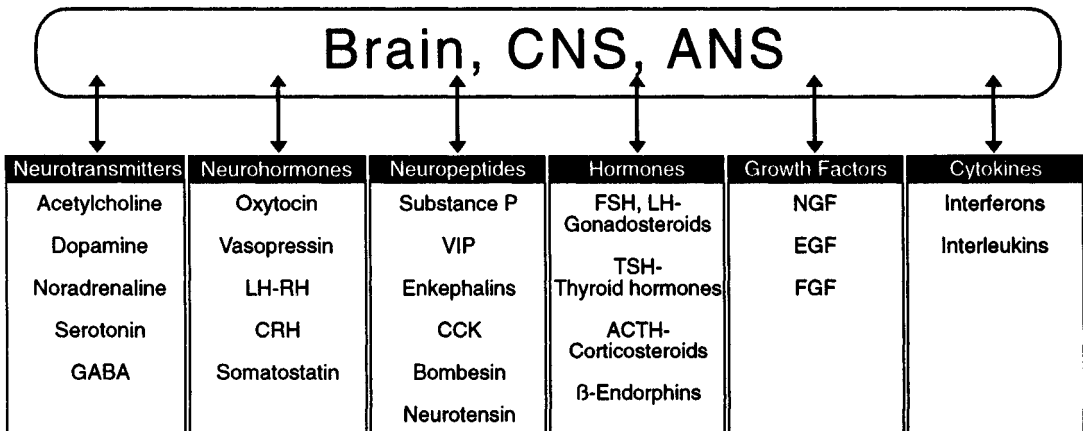 Brain, CNS, ANS
Neurotransmitters
Acetylcholine
Dopamine
Noradrenaline
Serotonin
GABA
Neurohormones
Oxytocin
Vasopressin
LH-RH
CRH
Somatostatin
Neuropeptides
Substance P
VIP
Enkephalins
CCK
Bombesin
Neurotensin
Hormones
FSH, LH-
Gonadosteroids
TSH-
Thyroid hormones
ACTH-
Corticosteroids
ß-Endorphins
Growth Factors
NGF
EGF
FGF
Cytokines
Interferons
Interleukins